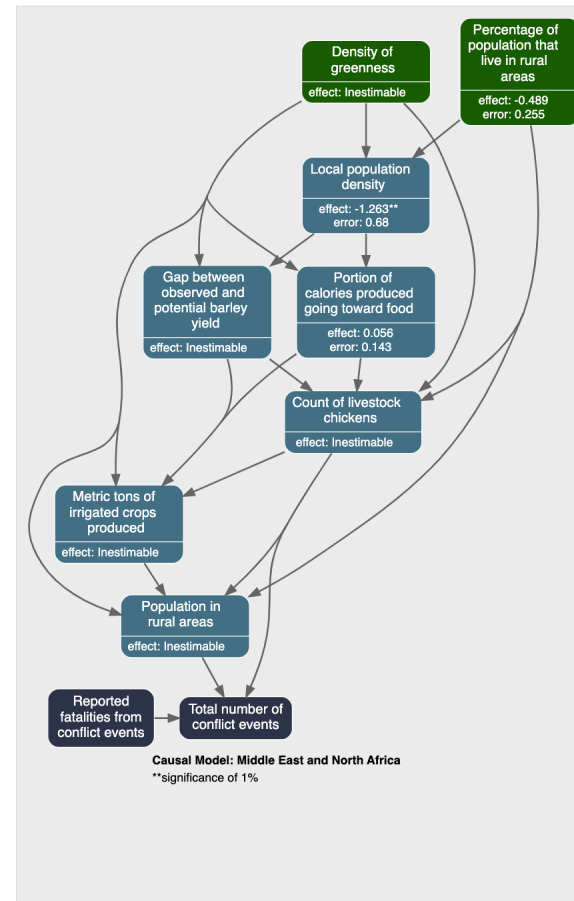 Density of
greenness
effect: Inestimable
Percentage of
population that
live in rural
areas
effect: -0.489
error: 0.255
Local population
density
effect: -1.263**
error: 0.68
Gap between
observed and
potential barley
yield
effect: Inestimable
Portion of
calories produced
going toward food
effect: 0.056
error: 0.143
Count of livestock
chickens
effect: Inestimable
Metric tons of
irrigated crops
produced
effect: Inestimable
Population in
rural areas
effect: Inestimable
Reported
fatalities from
conflict events
Total number of
conflict events
Causal Model: Middle East and North Africa
**significance of 1%